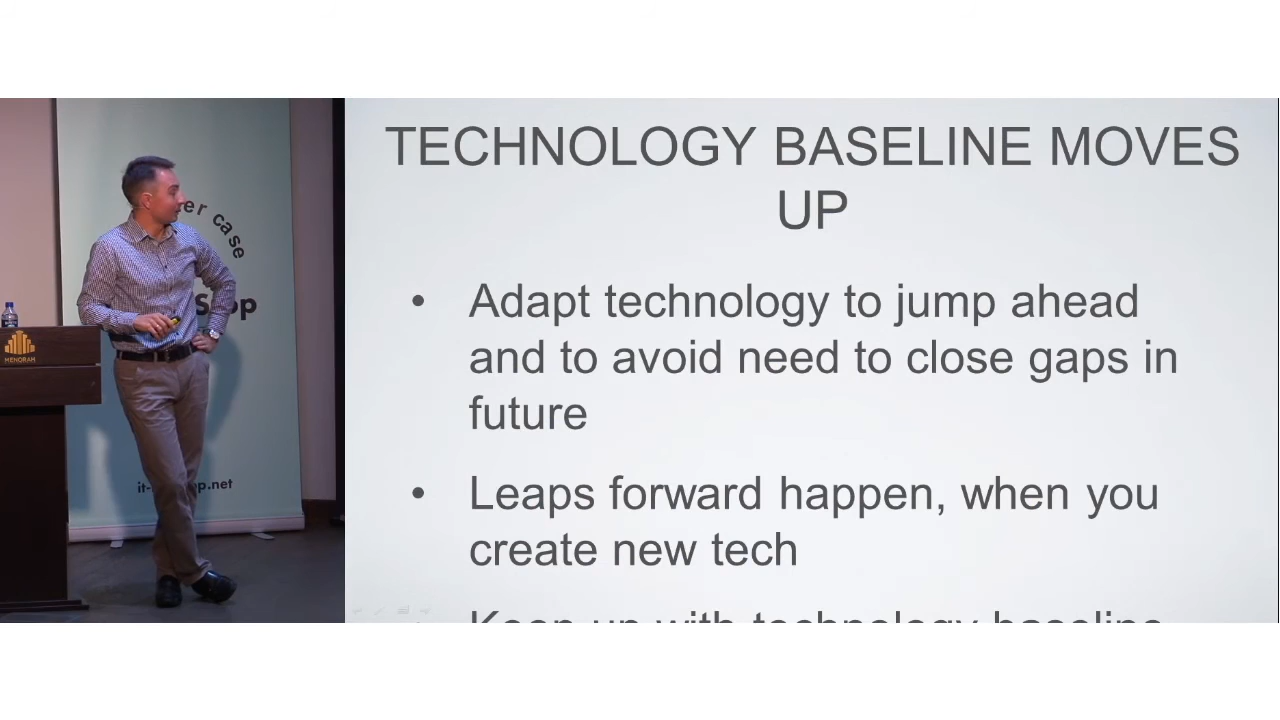 TECHNOLOGY BASELINE MOVES
UP
• Adapt technology to jump ahead
and to avoid need to close gaps in
future
• Leaps forward happen, when you
create new tech
Keep up with technology baseline
er case
op
it-
p.net
MENORAH